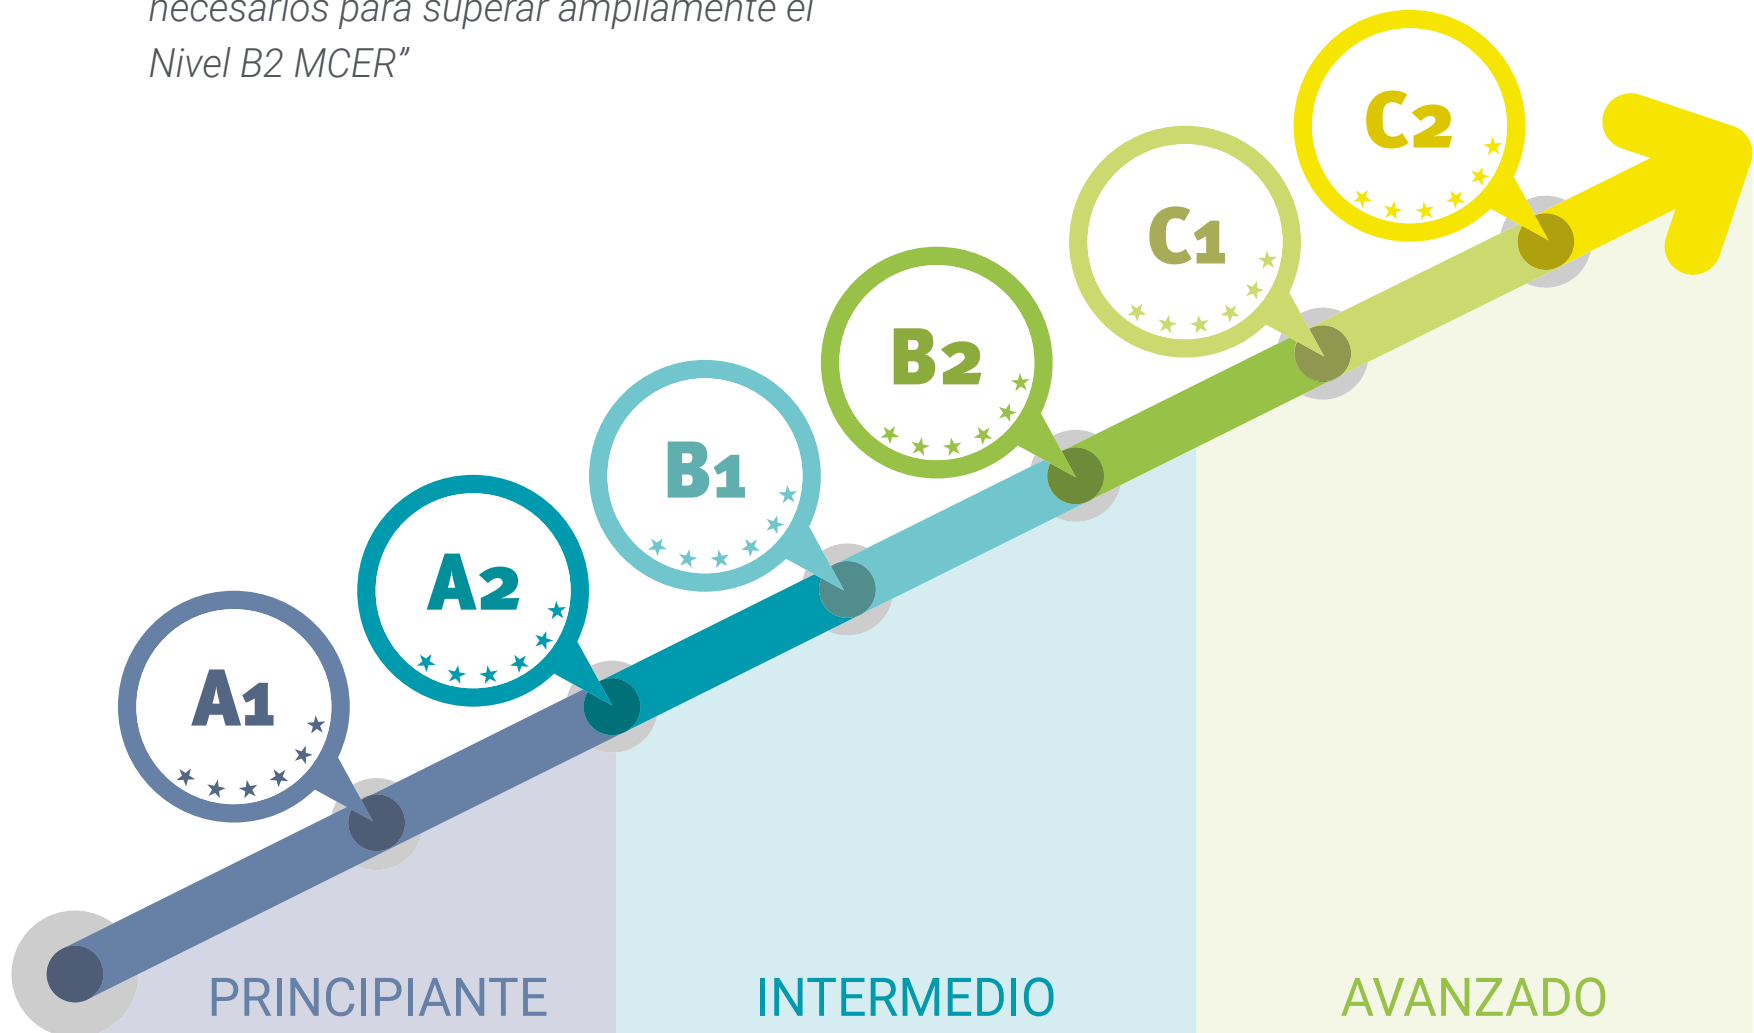 necesarios para superar ampliamente el
Nivel B2 MCER”
C2
C1
B2
B1
A2
A1
PRINCIPIANTE
INTERMEDIO
AVANZADO